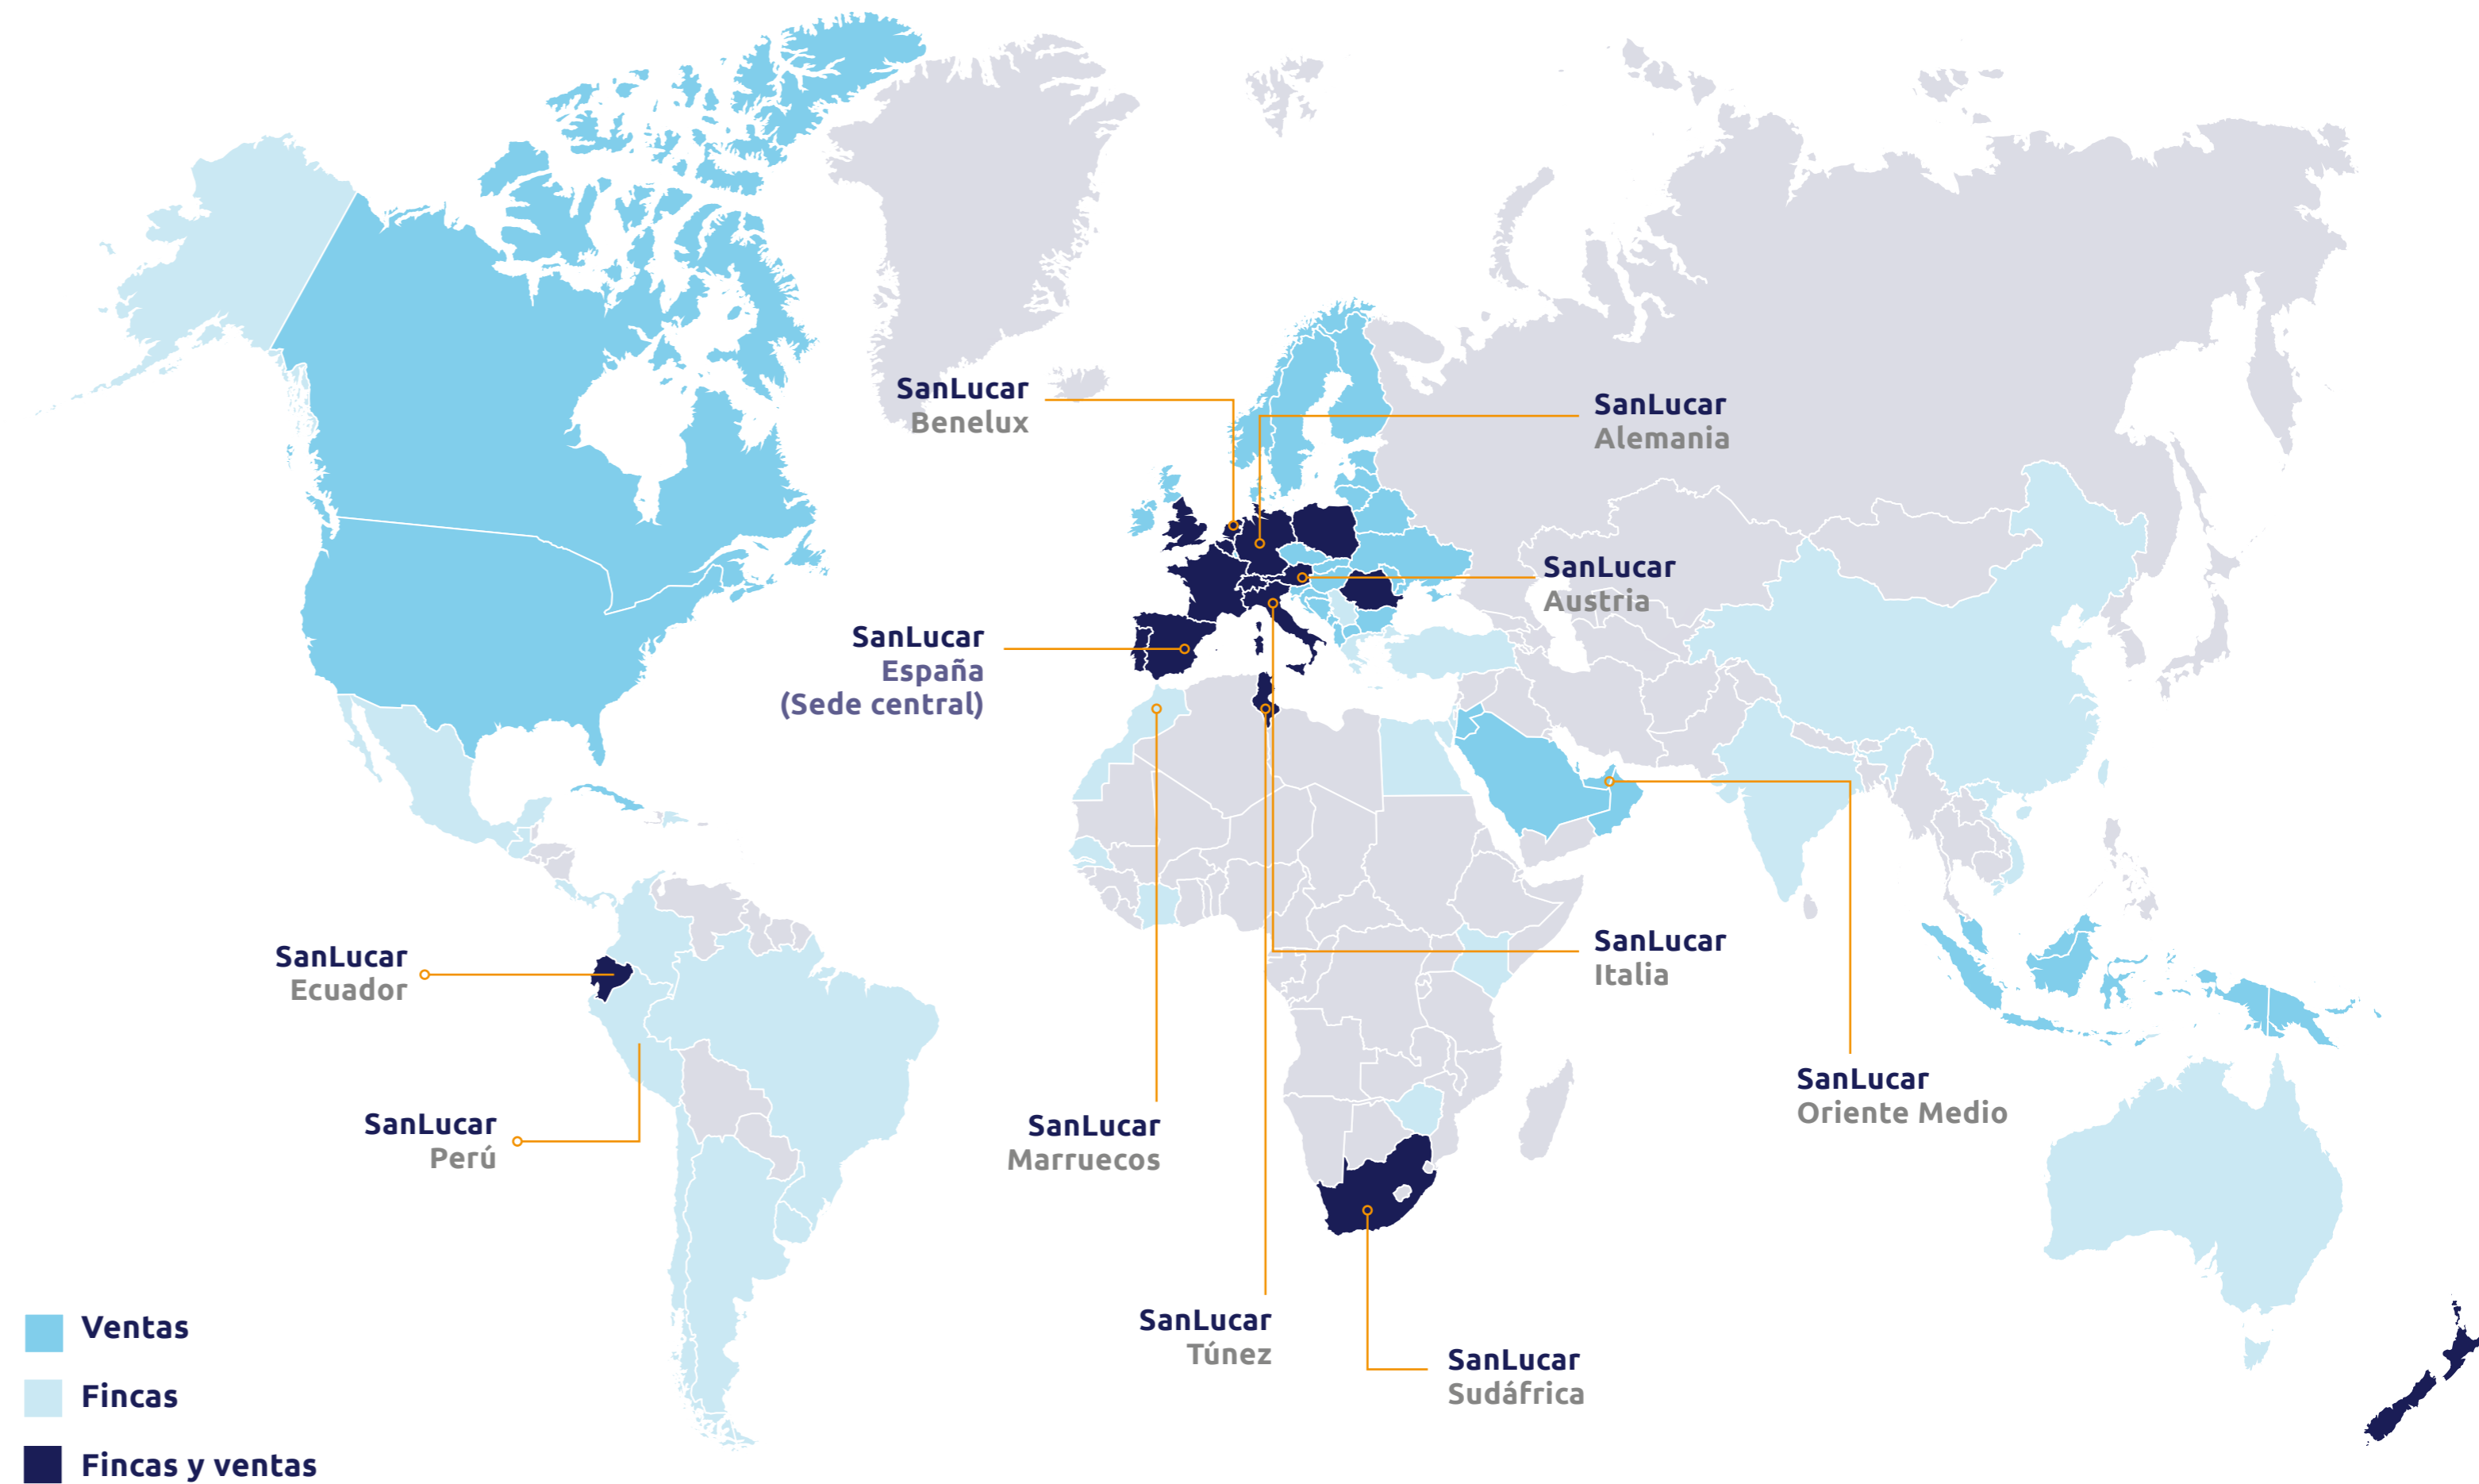 SanLucar
Benelux
SanLucar
Alemania
SanLucar
Austria
SanLucar
España
(Sede central)
SanLucar
Ecuador
SanLucar
Italia
SanLucar
Perú
SanLucar
Marruecos
SanLucar
Oriente Medio
SanLucar
Túnez
SanLucar
Sudáfrica
Ventas
Fincas
Fincas y ventas